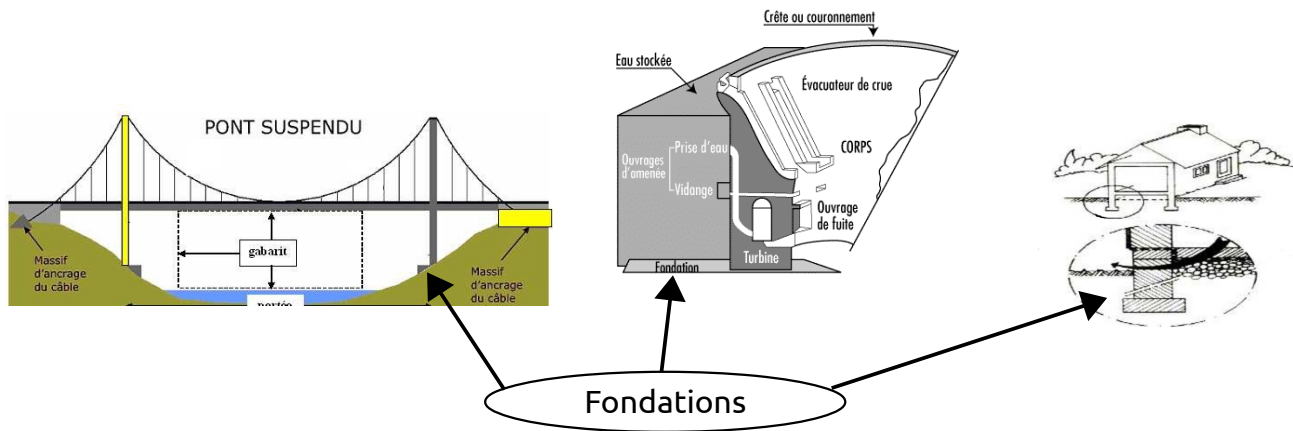 PONT SUSPENDU
gabarit
Massif
d'ancrage
du câble
Massif
d'ancrage
du câble
portée
Crête ou couronnement
Eau stockée
Évacuateur de crue
CORPS
Ouvrages
d'amenée
Prise d'eau
Vidange
Ouvrage
de fuite
Turbine
Fondation
Fondations